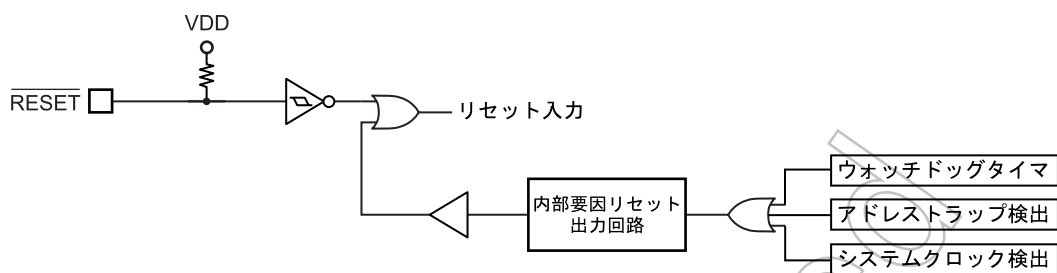 VDD
RESET
リセット入力
ウォッチドッグタイマ
内部要因リセット
出力回路
アドレストラップ検出
システムクロック検出